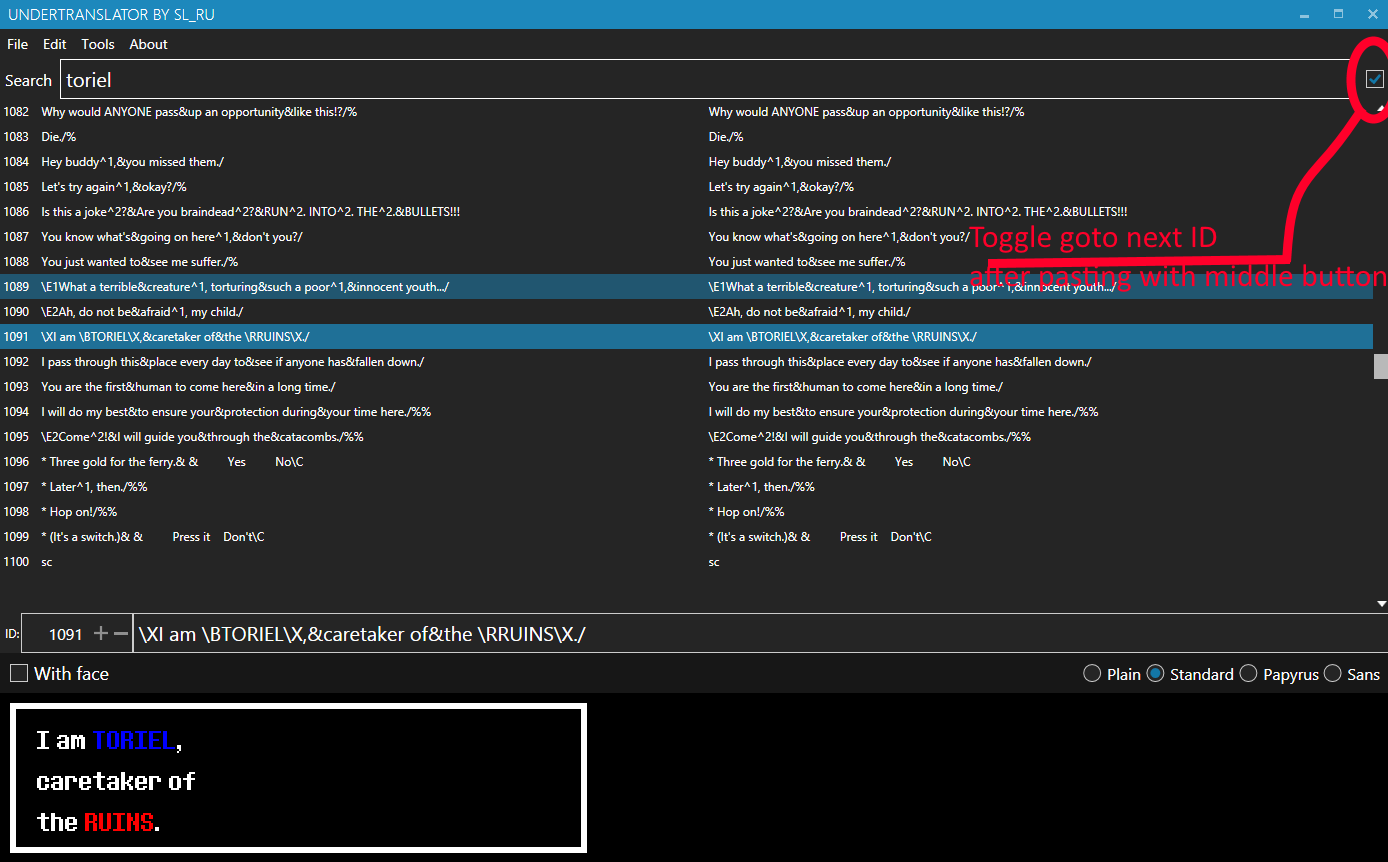 UNDERTRANSLATOR BY SL_RU
File Edit Tools About
Search toriel
1082 Why would ANYONE pass&up an opportunity&like this!?/% Why would ANYONE pass&up an opportunity&like this!?/%
1083 Die./% Die./%
1084 Hey buddy^1,&you missed them./ Hey buddy^1,&you missed them./
1085 Let's try again^1,&okay?/% Let's try again^1,&okay?/%
1086 Is this a joke^2?&Are you braindead^2?&RUN^2. INTO^2. THE^2.&BULLETS!!! Is this a joke^2?&Are you braindead^2?&RUN^2. INTO^2. THE^2.&BULLETS!!!
1087 You know what's&going on here^1,&don't you?/ You know what's&going on here^1,&don't you?/
Toggle goto next ID
1088 You just wanted to&see me suffer./% You just wanted to&see me suffer./%
after pasting with middle button
1089 \E1What a terrible&creature^1, torturing&such a poor^1,&innocent youth.../ \E1What a terrible&creature^1, torturing&such a poor^1,&innocent youth.../
1090 \E2Ah, do not be&afraid^1, my child./ \E2Ah, do not be&afraid^1, my child./
1091 \XI am \BTORIEL\X,&caretaker of&the \RRUINS\X./ \XI am \BTORIEL\X,&caretaker of&the \RRUINS\X./
1092 I pass through this&place every day to&see if anyone has&fallen down./ I pass through this&place every day to&see if anyone has&fallen down./
1093 You are the first&human to come here&in a long time./ You are the first&human to come here&in a long time./
1094 I will do my best&to ensure your&protection during&your time here./%% I will do my best&to ensure your&protection during&your time here./%%
1095 \E2Come^2!&I will guide you&through the&catacombs./%% \E2Come^2!&I will guide you&through the&catacombs./%%
1096 * Three gold for the ferry.& & Yes No\C * Three gold for the ferry.& & Yes No\C
1097 * Later^1, then./%% * Later^1, then./%%
1098 * Hop on!/%% * Hop on!/%%
1099 * (It's a switch.)& & Press it Don't\C * (It's a switch.)& & Press it Don't\C
1100 sc sc
ID: 1091 \XI am \BTORIEL\X,&caretaker of&the \RRUINS\X./
With face Plain Standard Papyrus Sans
I am TORIEL,
caretaker of
the RUINS.